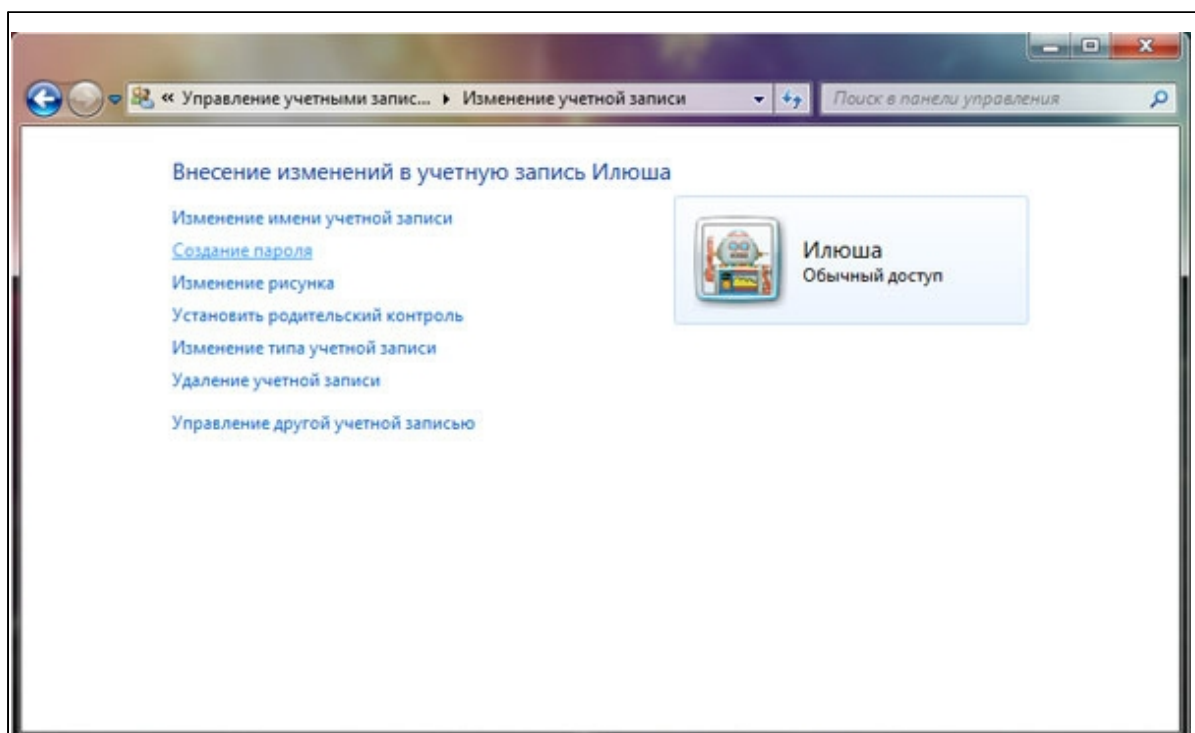 « Управление учетными запис... ▸ Изменение учетной записи
Поиск в панели управления
Внесение изменений в учетную запись Илюша
Изменение имени учетной записи
Создание пароля
Изменение рисунка
Установить родительский контроль
Изменение типа учетной записи
Удаление учетной записи
Управление другой учетной записью
Илюша
Обычный доступ